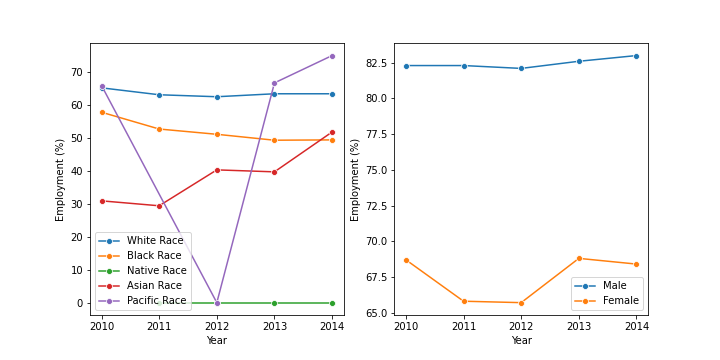 Employment (%)
70
60
50
40
30
20
10
0
White Race
Black Race
Native Race
Asian Race
Pacific Race
2010 2011 2012 2013 2014
Year
Employment (%)
82.5
80.0
77.5
75.0
72.5
70.0
67.5
65.0
Male
Female
2010 2011 2012 2013 2014
Year